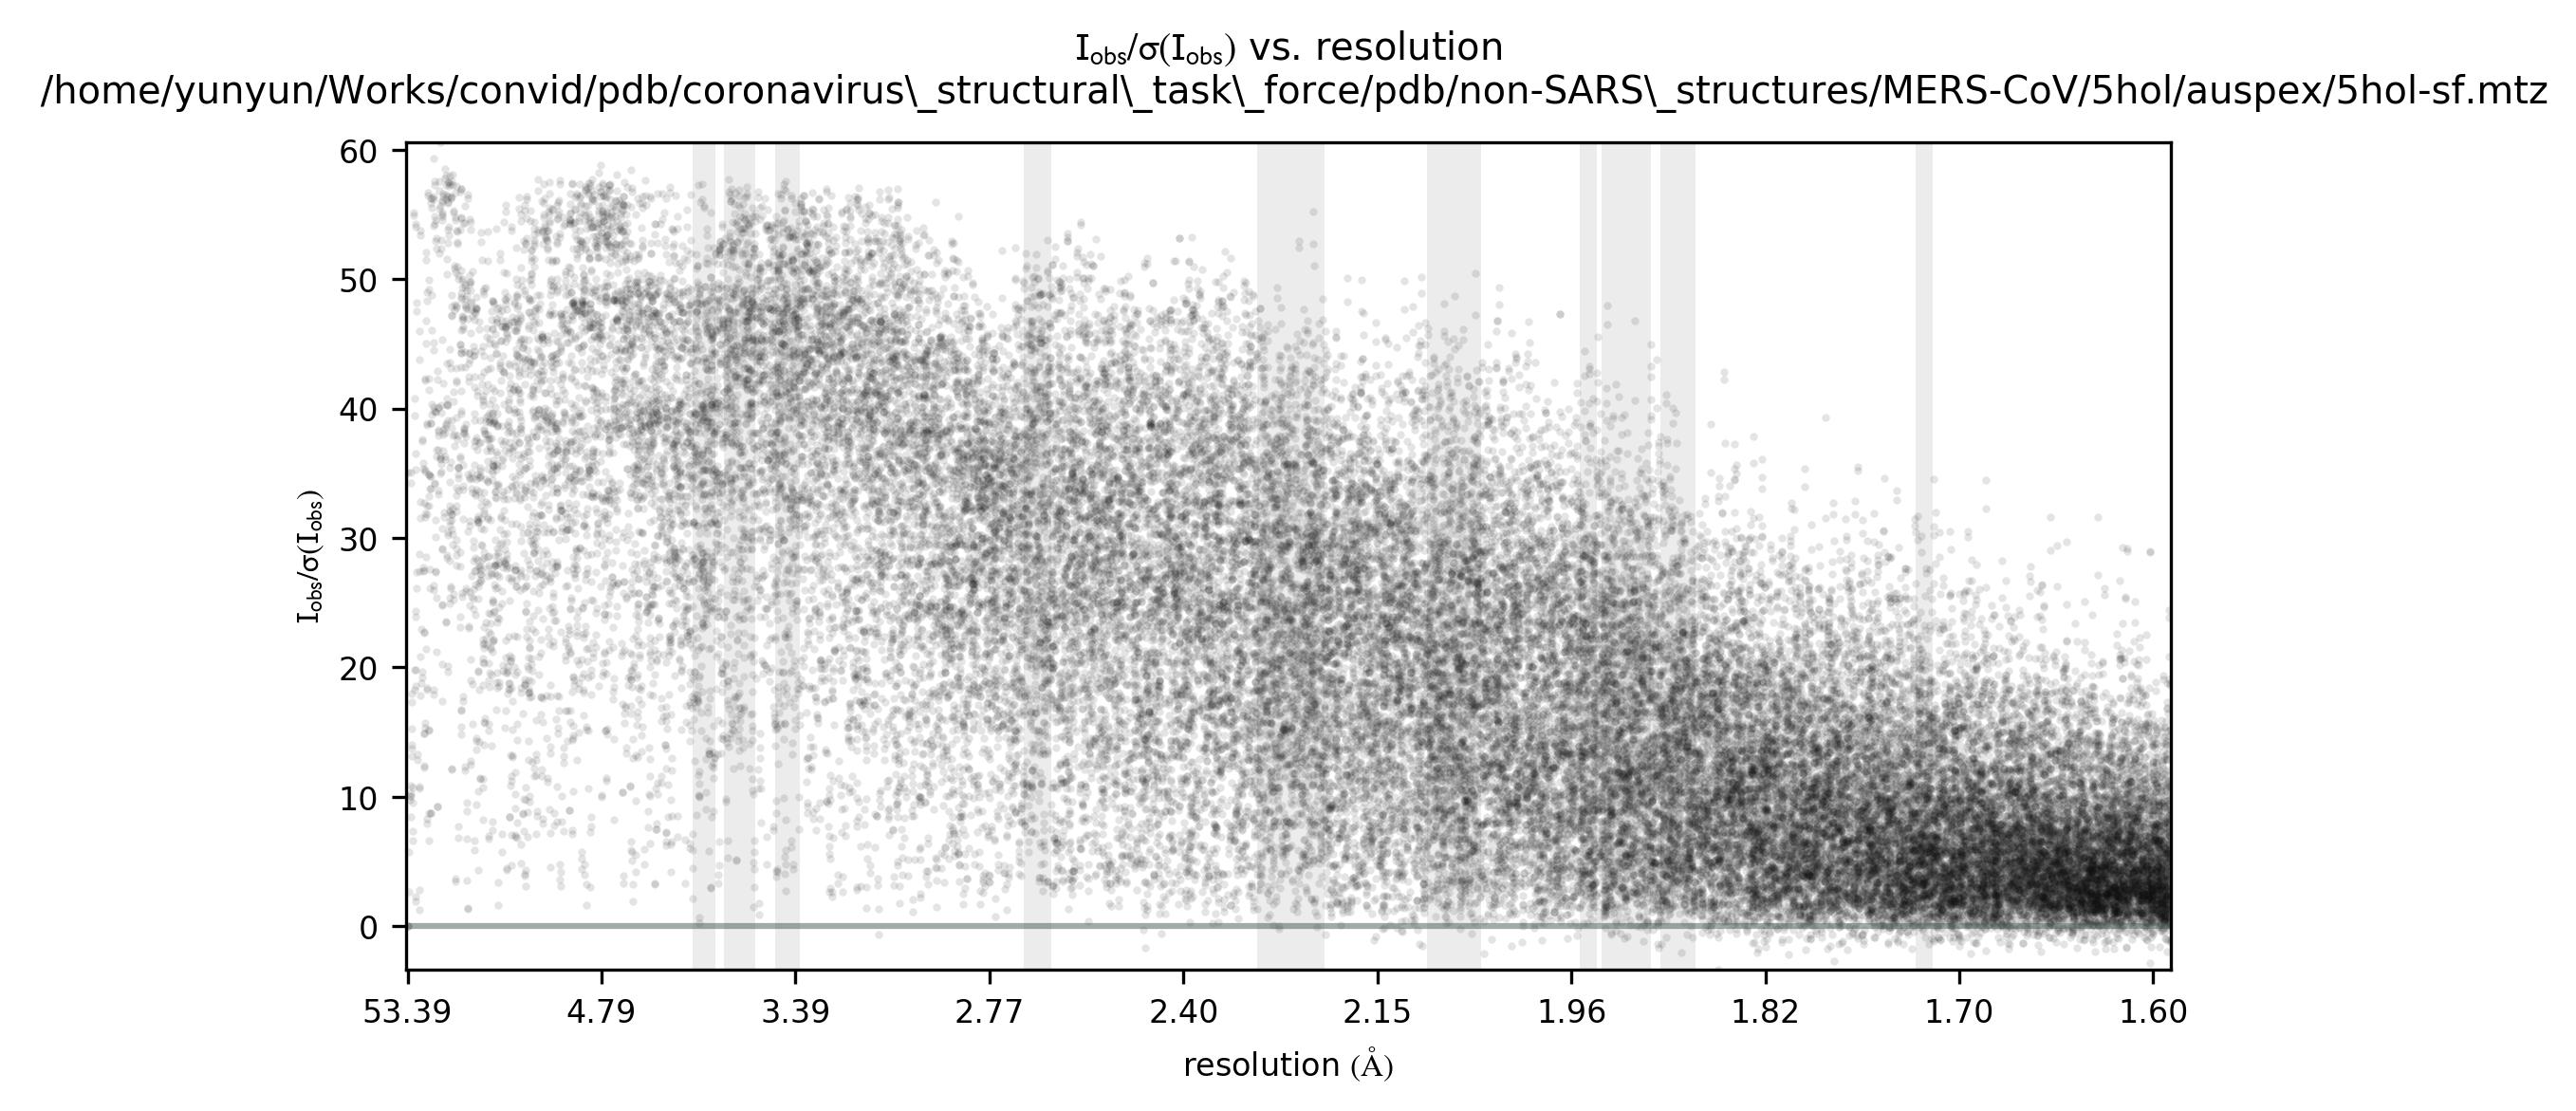 Iobs/σ(Iobs) vs. resolution
/home/yunyun/Works/convid/pdb/coronavirus\_structural\_task\_force/pdb/non-SARS\_structures/MERS-CoV/5hol/auspex/5hol-sf.mtz
60
50
40
30
20
10
0
Iobs/σ(Iobs)
53.39 4.79 3.39 2.77 2.40 2.15 1.96 1.82 1.70 1.60
resolution (Å)